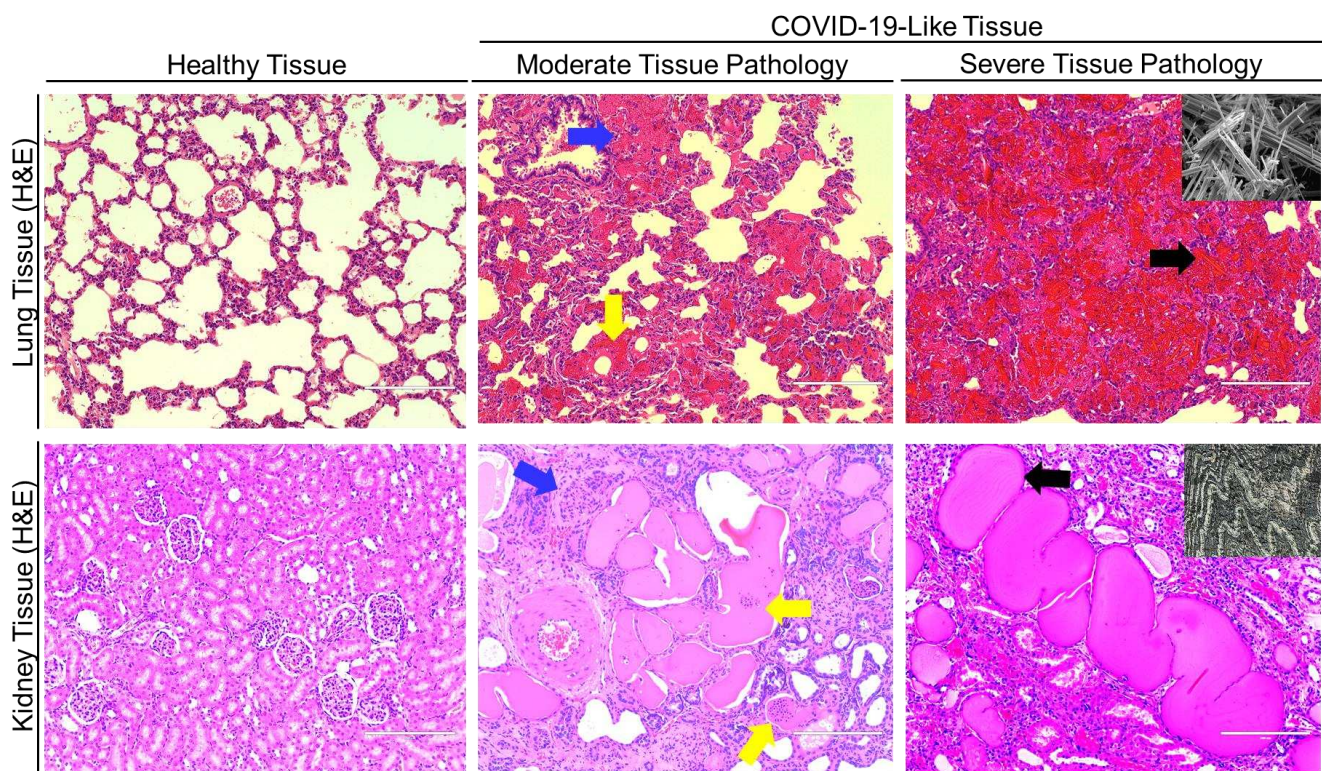 COVID-19-Like Tissue
Healthy Tissue
Moderate Tissue Pathology
Severe Tissue Pathology
Lung Tissue (H&E)
Kidney Tissue (H&E)